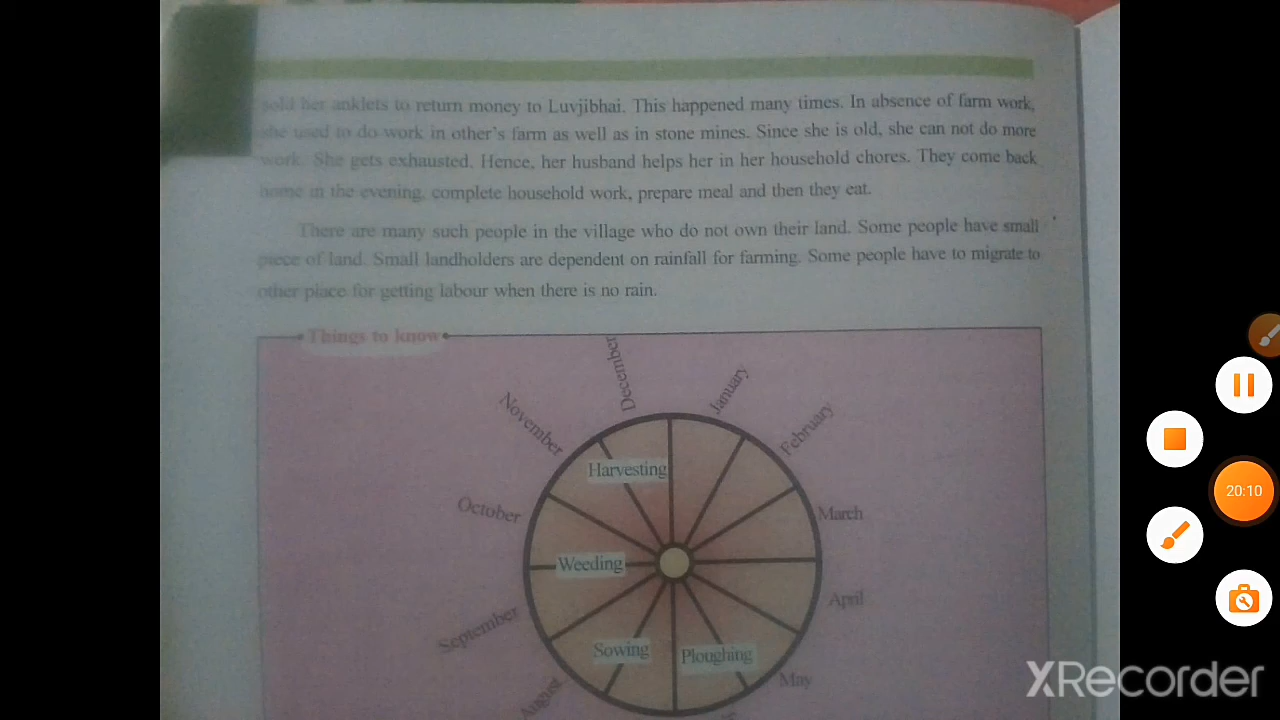 sold her anklets to return money to Luvjibhai. This happened many times. In absence of farm work,
she used to do work in other's farm as well as in stone mines. Since she is old, she can not do more
work. She gets exhausted. Hence, her husband helps her in her household chores. They come back
home in the evening, complete household work, prepare meal and then they eat.
There are many such people in the village who do not own their land. Some people have small
piece of land. Small landholders are dependent on rainfall for farming. Some people have to migrate to
other place for getting labour when there is no rain.
Things to know
December
January
November
February
Harvesting
October
March
Weeding
April
September
Sowing
Ploughing
May
August
20:10
XRecorder